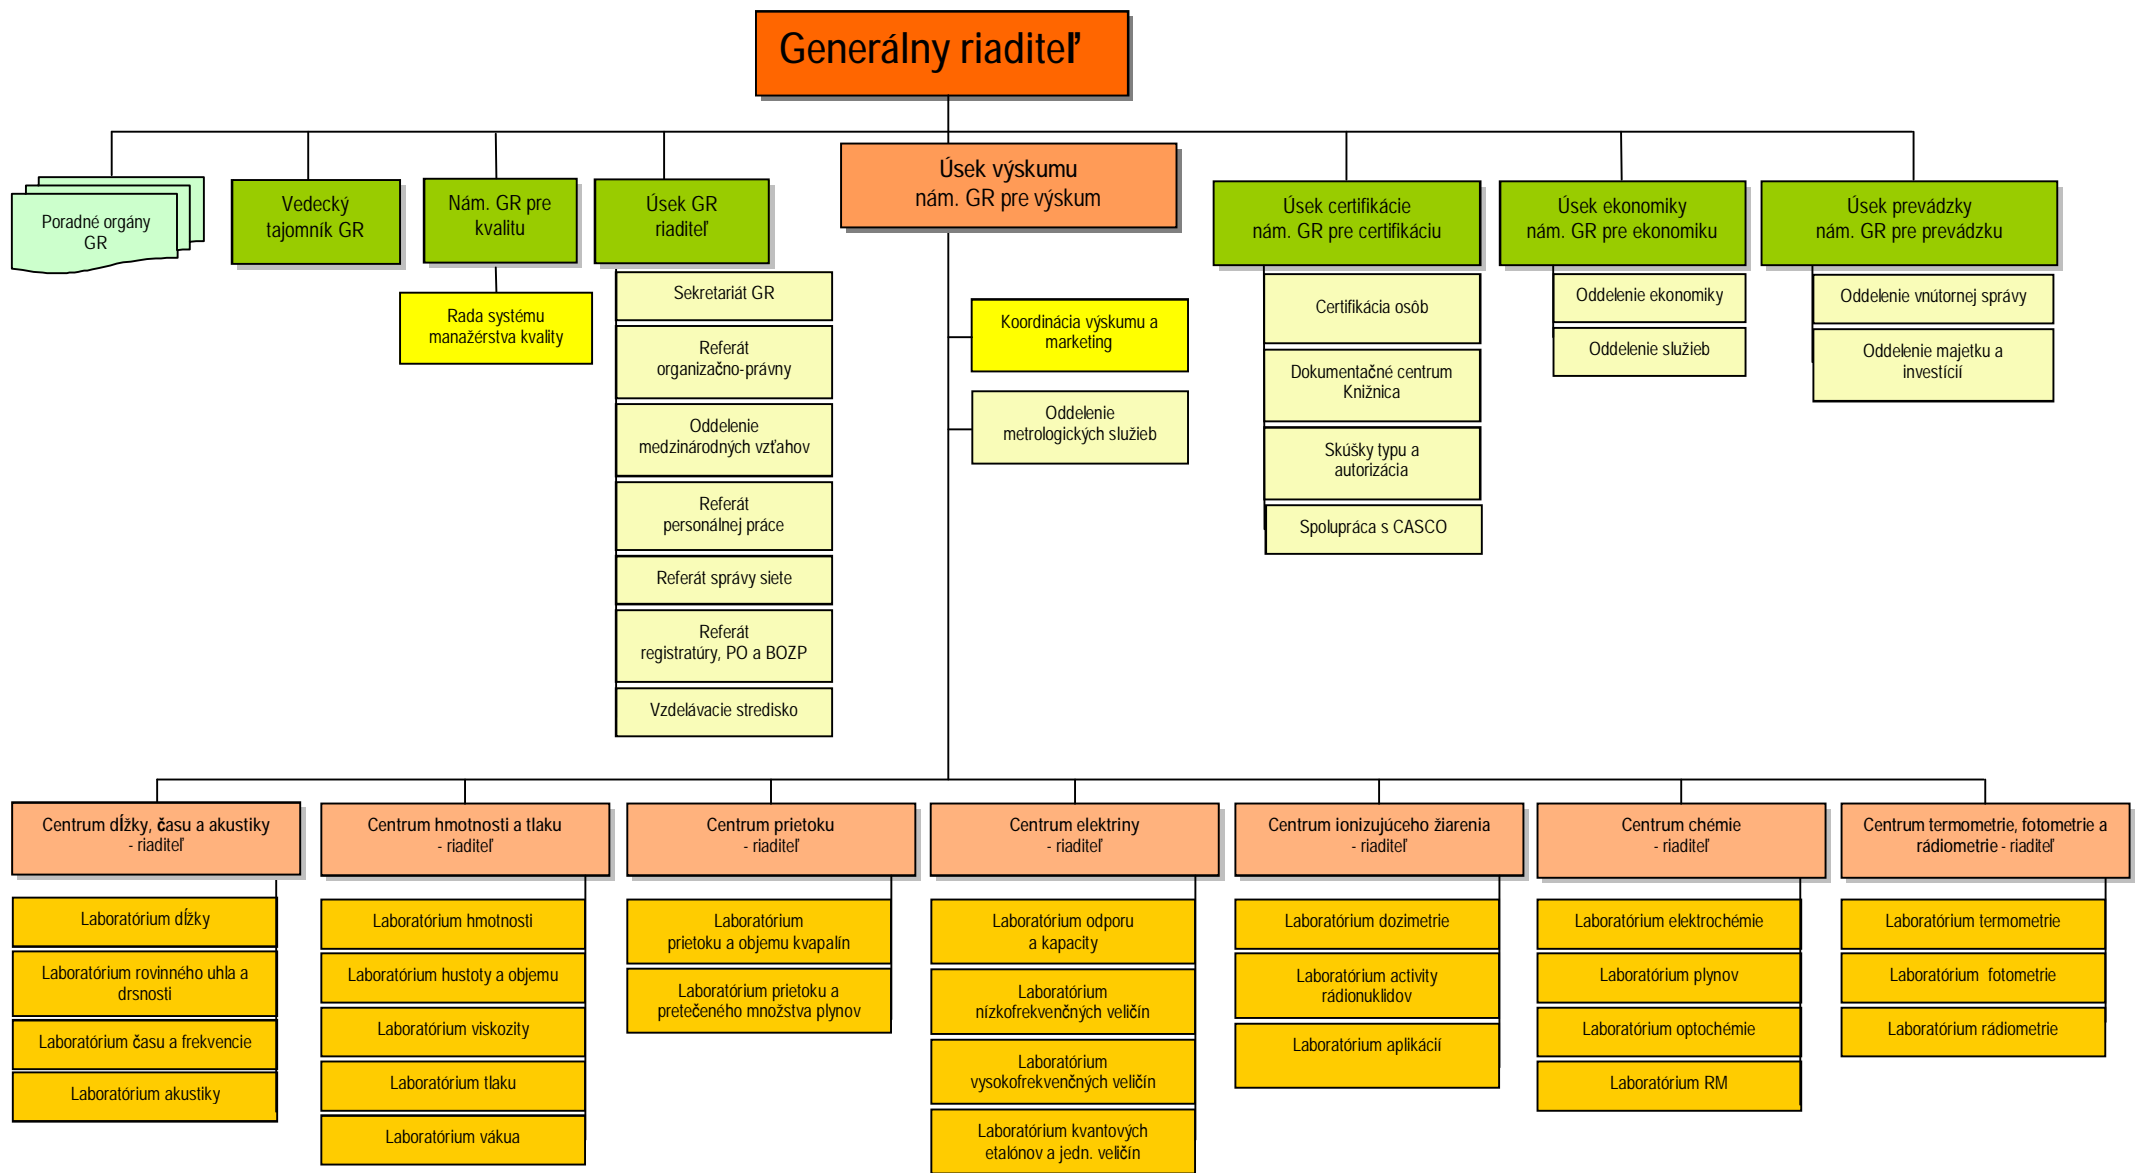 Generálny riaditeľ
Poradné orgány
GR
Vedecký
tajomník GR
Nám. GR pre
kvalitu
Rada systému
manažérstva kvality
Úsek GR
riaditeľ
Sekretariát GR
Referát
organizačno-právny
Oddelenie
medzinárodných vzťahov
Referát
personálnej práce
Referát správy siete
Referát
registratúry, PO a BOZP
Vzdelávacie stredisko
Úsek výskumu
nám. GR pre výskum
Koordinácia výskumu a
marketing
Oddelenie
metrologických služieb
Úsek certifikácie
nám. GR pre certifikáciu
Certifikácia osôb
Dokumentačné centrum
Knižnica
Skúšky typu a
autorizácia
Spolupráca s CASCO
Úsek ekonomiky
nám. GR pre ekonomiku
Oddelenie ekonomiky
Oddelenie služieb
Úsek prevádzky
nám. GR pre prevádzku
Oddelenie vnútornej správy
Oddelenie majetku a
investícií
Centrum dĺžky, času a akustiky
- riaditeľ
Laboratórium dĺžky
Laboratórium rovinného uhla a
drsnosti
Laboratórium času a frekvencie
Laboratórium akustiky
Centrum hmotnosti a tlaku
- riaditeľ
Laboratórium hmotnosti
Laboratórium hustoty a objemu
Laboratórium viskozity
Laboratórium tlaku
Laboratórium vákua
Centrum prietoku
- riaditeľ
Laboratórium
prietoku a objemu kvapalín
Laboratórium prietoku a
pretečeného množstva plynov
Centrum elektriny
- riaditeľ
Laboratórium odporu
a kapacity
Laboratórium
nízkofrekvenčných veličín
Laboratórium
vysokofrekvenčných veličín
Laboratórium kvantových
etalónov a jedn. veličín
Centrum ionizujúceho žiarenia
- riaditeľ
Laboratórium dozimetrie
Laboratórium activity
rádionuklidov
Laboratórium aplikácií
Centrum chémie
- riaditeľ
Laboratórium elektrochémie
Laboratórium plynov
Laboratórium optochémie
Laboratórium RM
Centrum termometrie, fotometrie a
rádiometrie - riaditeľ
Laboratórium termometrie
Laboratórium  fotometrie
Laboratórium rádiometrie